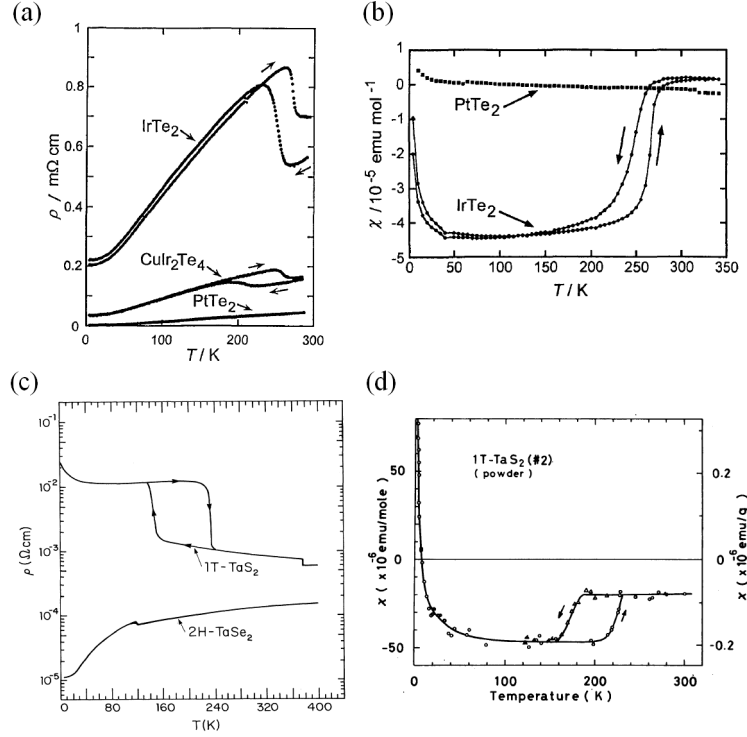 (a)
ρ / mΩ cm
1
0.8
0.6
0.4
0.2
0
0
100
200
300
T / K
IrTe2
CuIr2Te4
PtTe2
(b)
χ /10⁻⁵ emu mol⁻¹
1
0
-1
-2
-3
-4
-5
0
50
100
150
200
250
300
350
T / K
PtTe2
IrTe2
(c)
ρ (Ωcm)
10⁻¹
10⁻²
10⁻³
10⁻⁴
10⁻⁵
0
80
160
240
320
400
T(K)
1T-TaS2
2H-TaSe2
(d)
χ ( ×10⁻⁶ emu/mole)
50
0
-50
0
100
200
300
Temperature ( K)
1T-TaS2 (#2)
( powder )
0.2
0
-0.2
χ ( ×10⁻⁶ emu/g )